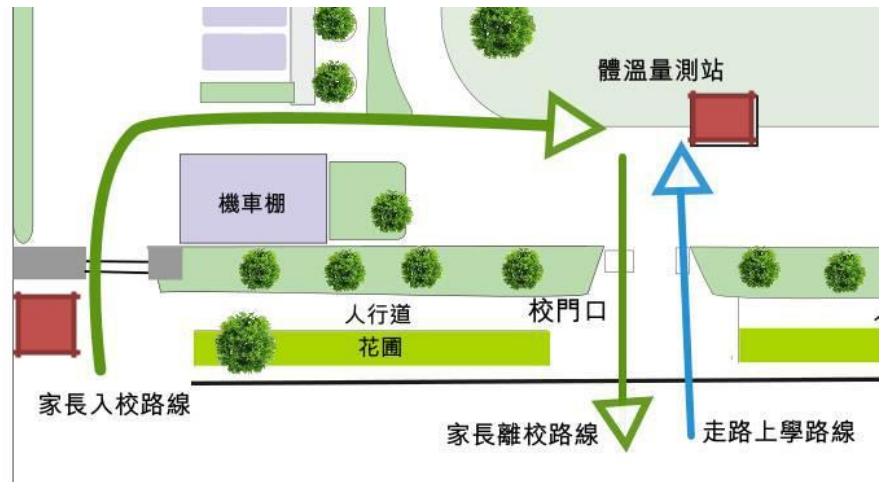 體溫量測站
機車棚
人行道
校門口
花圃
家長入校路線
家長離校路線
走路上學路線